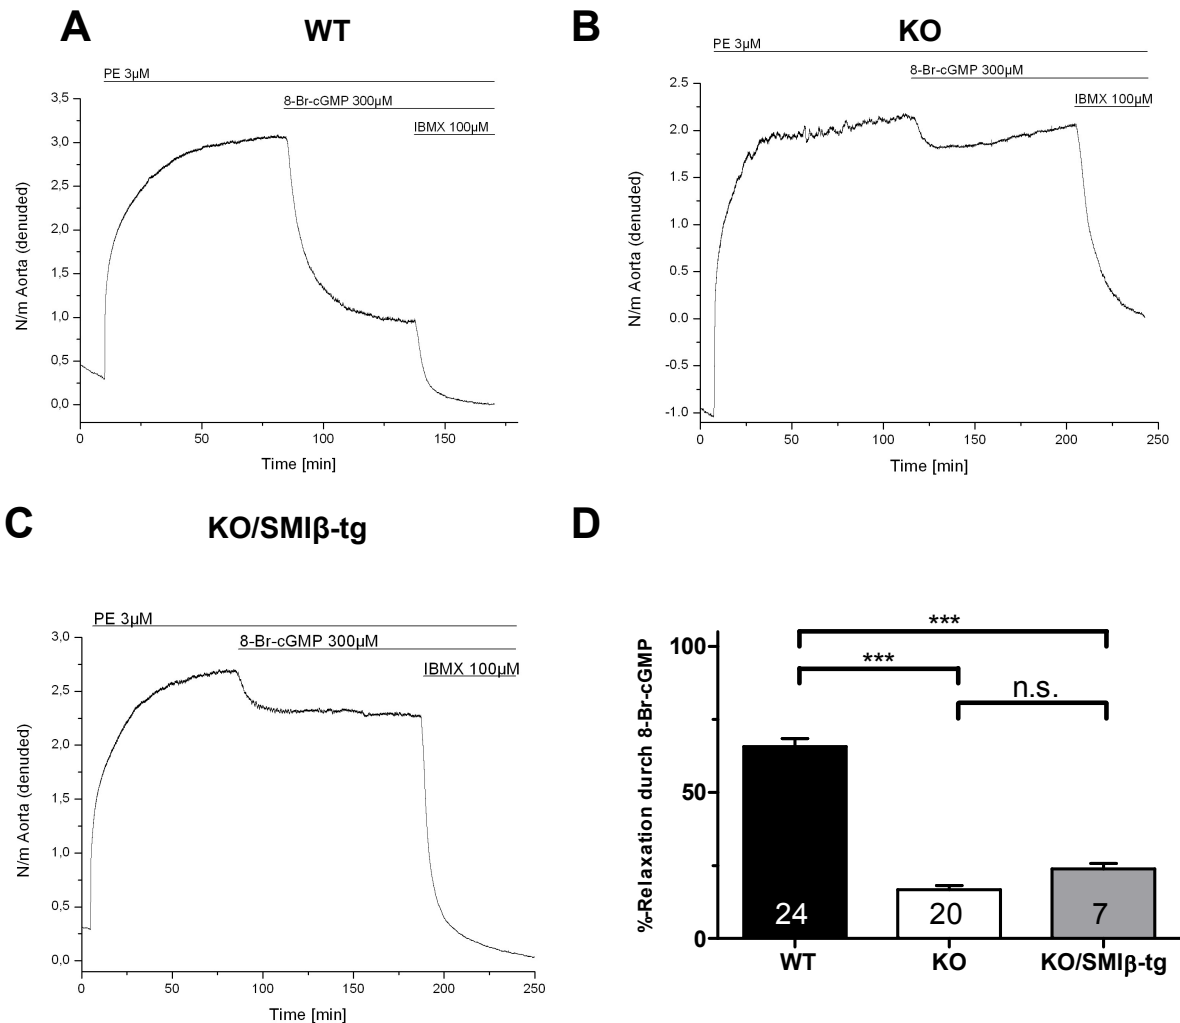 A WT
PE 3µM
8-Br-cGMP 300µM
IBMX 100µM
3,5
3,0
2,5
2,0
1,5
1,0
0,5
0,0
N/m Aorta (denuded)
0 50 100 150
Time [min]
B KO
PE 3µM
8-Br-cGMP 300µM
IBMX 100µM
2.5
2.0
1.5
1.0
0.5
0.0
-0.5
-1.0
N/m Aorta (denuded)
0 50 100 150 200 250
Time [min]
C KO/SMIβ-tg
PE 3µM
8-Br-cGMP 300µM
IBMX 100µM
3,0
2,5
2,0
1,5
1,0
0,5
0,0
N/m Aorta (denuded)
0 50 100 150 200 250
Time [min]
D
***
***
n.s.
100
50
0
%-Relaxation durch 8-Br-cGMP
24 20 7
WT KO KO/SMIβ-tg